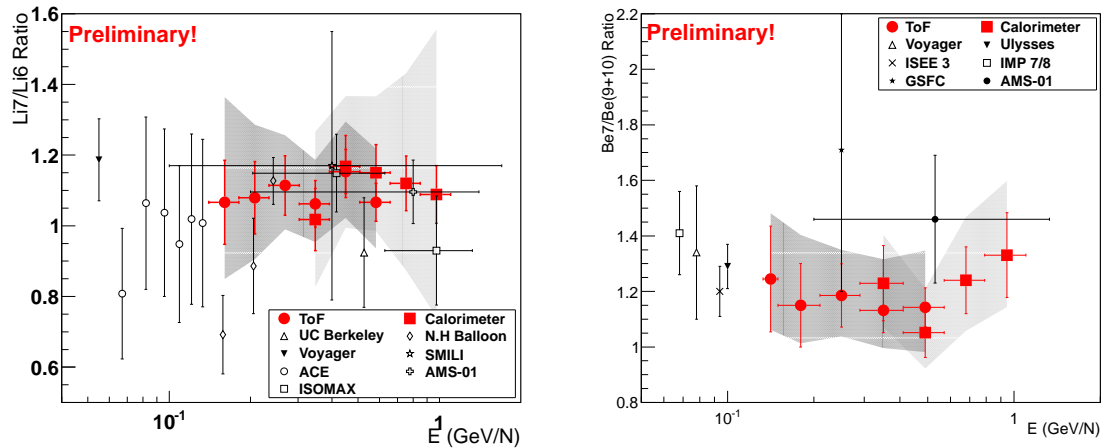 Li7/Li6 Ratio
1.6
1.4
1.2
1
0.8
0.6
Preliminary!
ToF
Calorimeter
UC Berkeley
N.H Balloon
Voyager
SMILI
ACE
AMS-01
ISOMAX
10-1
1
E (GeV/N)
Be7/Be(9+10) Ratio
2.2
2
1.8
1.6
1.4
1.2
1
0.8
Preliminary!
ToF
Calorimeter
Voyager
Ulysses
ISEE 3
IMP 7/8
GSFC
AMS-01
10-1
1
E (GeV/N)